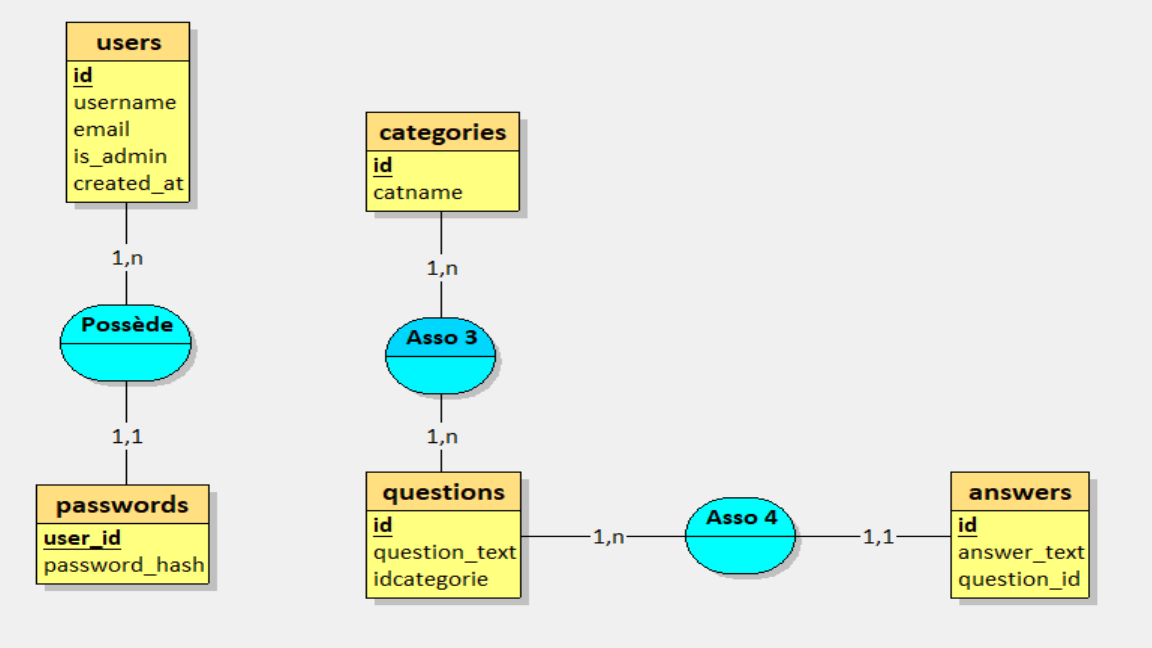 users
id
username
email
is_admin
created_at
1,n
Possède
1,1
passwords
user_id
password_hash
categories
id
catname
1,n
Asso 3
1,n
questions
id
question_text
idcategorie
1,n
Asso 4
1,1
answers
id
answer_text
question_id